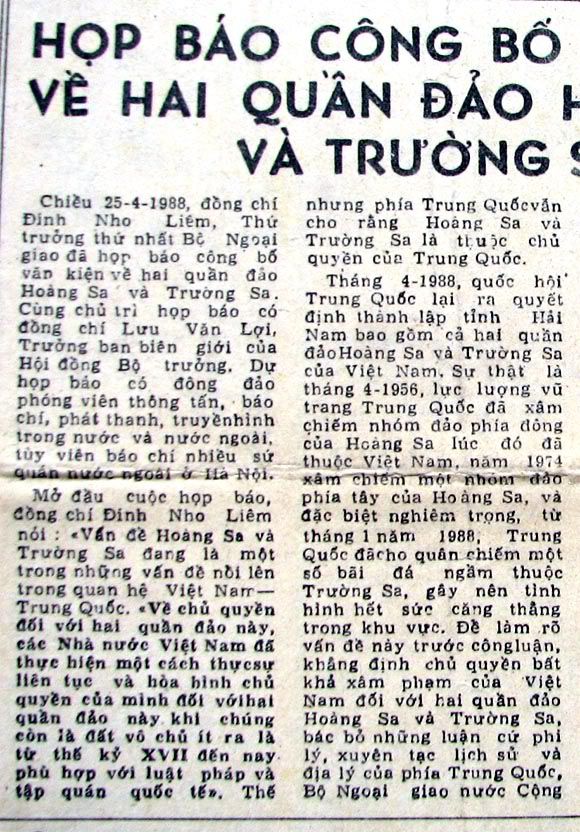 HỌP BÁO CÔNG BỐ
VỀ HAI QUẦN ĐẢO H
VÀ TRƯỜNG S
Chiều 25-4-1988, đồng chí
Đinh Nho Liêm, Thứ
trưởng thứ nhất Bộ Ngoại
giao đã họp báo công bố
văn kiện về hai quần đảo
Hoàng Sa và Trường Sa.
Cùng chủ trì họp báo có
đồng chí Lưu Văn Lợi,
Trưởng ban biên giới của
Hội đồng Bộ trưởng. Dự
họp báo có đông đảo
phóng viên thông tấn, báo
chí, phát thanh, truyềnhình
trong nước và nước ngoài,
tùy viên báo chí nhiều sứ
quán nước ngoài ở Hà Nội.
Mở đầu cuộc họp báo,
đồng chí Đinh Nho Liêm
nói : «Vấn đề Hoàng Sa và
Trường Sa đang là một
trong những vấn đề nổi lên
trong quan hệ Việt Nam—
Trung Quốc. «Về chủ quyền
đối với hai quần đảo này,
các Nhà nước Việt Nam đã
thực hiện một cách thựcsự
liên tục và hòa bình chủ
quyền của mình đối vớihai
quần đảo này khi chúng
còn là đất vô chủ ít ra là
từ thế kỷ XVII đến nay
phù hợp với luật pháp và
tập quán quốc tế». Thế
nhưng phía Trung Quốcvẫn
cho rằng Hoàng Sa và
Trường Sa là thuộc chủ
quyền của Trung Quốc.
Tháng 4-1988, quốc hội
Trung Quốc lại ra quyết
định thành lập tỉnh Hải
Nam bao gồm cả hai quần
đảoHoàng Sa và Trường Sa
của Việt Nam. Sự thật là
tháng 4-1956, lực lượng vũ
trang Trung Quốc đã xâm
chiếm nhóm đảo phía đông
của Hoàng Sa lúc đó đã
thuộc Việt Nam, năm 1974
xâm chiếm một nhóm đảo
phía tây của Hoàng Sa, và
đặc biệt nghiêm trọng, từ
tháng 1 năm 1988, Trung
Quốc đãcho quân chiếm một
số bãi đá ngầm thuộc
Trường Sa, gây nên tình
hình hết sức căng thẳng
trong khu vực. Để làm rõ
vấn đề này trước côngluận,
khẳng định chủ quyền bất
khả xâm phạm của Việt
Nam đối với hai quần đảo
Hoàng Sa và Trường Sa,
bác bỏ những luận cứ phi
lý, xuyên tạc lịch sử và
địa lý của phía Trung Quốc,
Bộ Ngoại giao nước Cộng